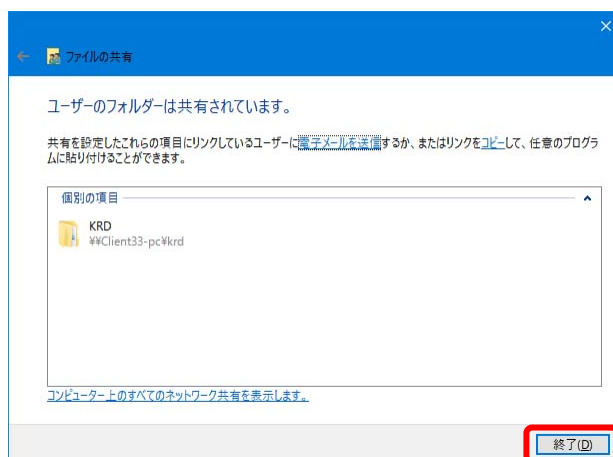 ファイルの共有
ユーザーのフォルダーは共有されています。
共有を設定したこれらの項目にリンクしているユーザーに電子メールを送信するか、またはリンクをコピーして、任意のプログラ
ムに貼り付けることができます。
個別の項目
KRD
¥¥Client33-pc¥krd
コンピューター上のすべてのネットワーク共有を表示します。
終了(D)